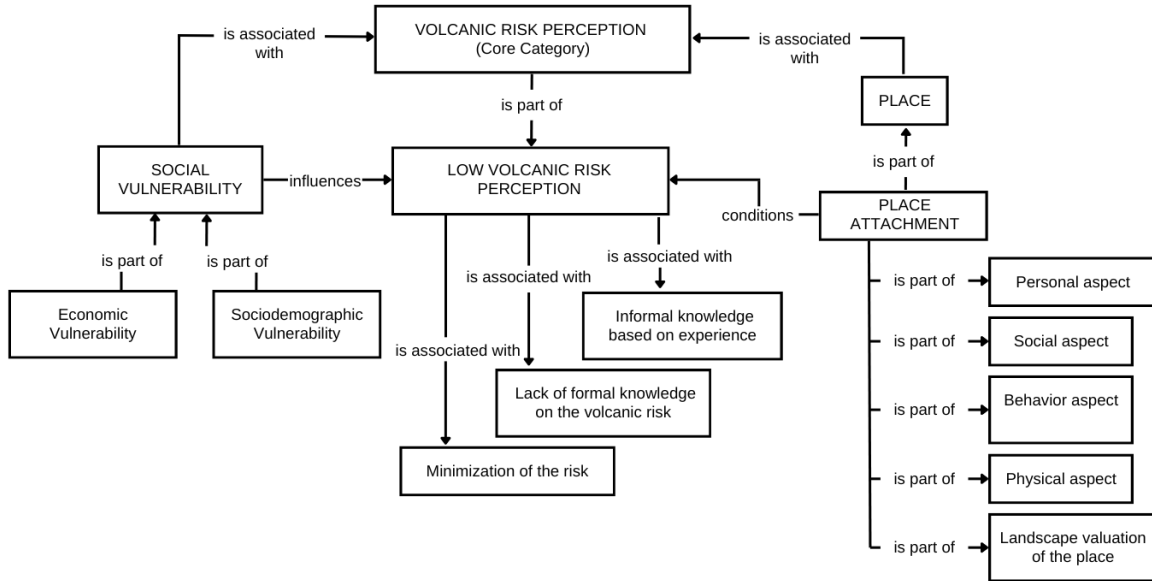 VOLCANIC RISK PERCEPTION
(Core Category)
is associated
with
is associated
with
is part of
PLACE
is part of
SOCIAL
VULNERABILITY
influences
LOW VOLCANIC RISK
PERCEPTION
conditions
PLACE
ATTACHMENT
is part of
is part of
Economic
Vulnerability
Sociodemographic
Vulnerability
is associated with
is associated with
is associated with
Informal knowledge
based on experience
Lack of formal knowledge
on the volcanic risk
Minimization of the risk
is part of
Personal aspect
is part of
Social aspect
is part of
Behavior aspect
is part of
Physical aspect
is part of
Landscape valuation
of the place